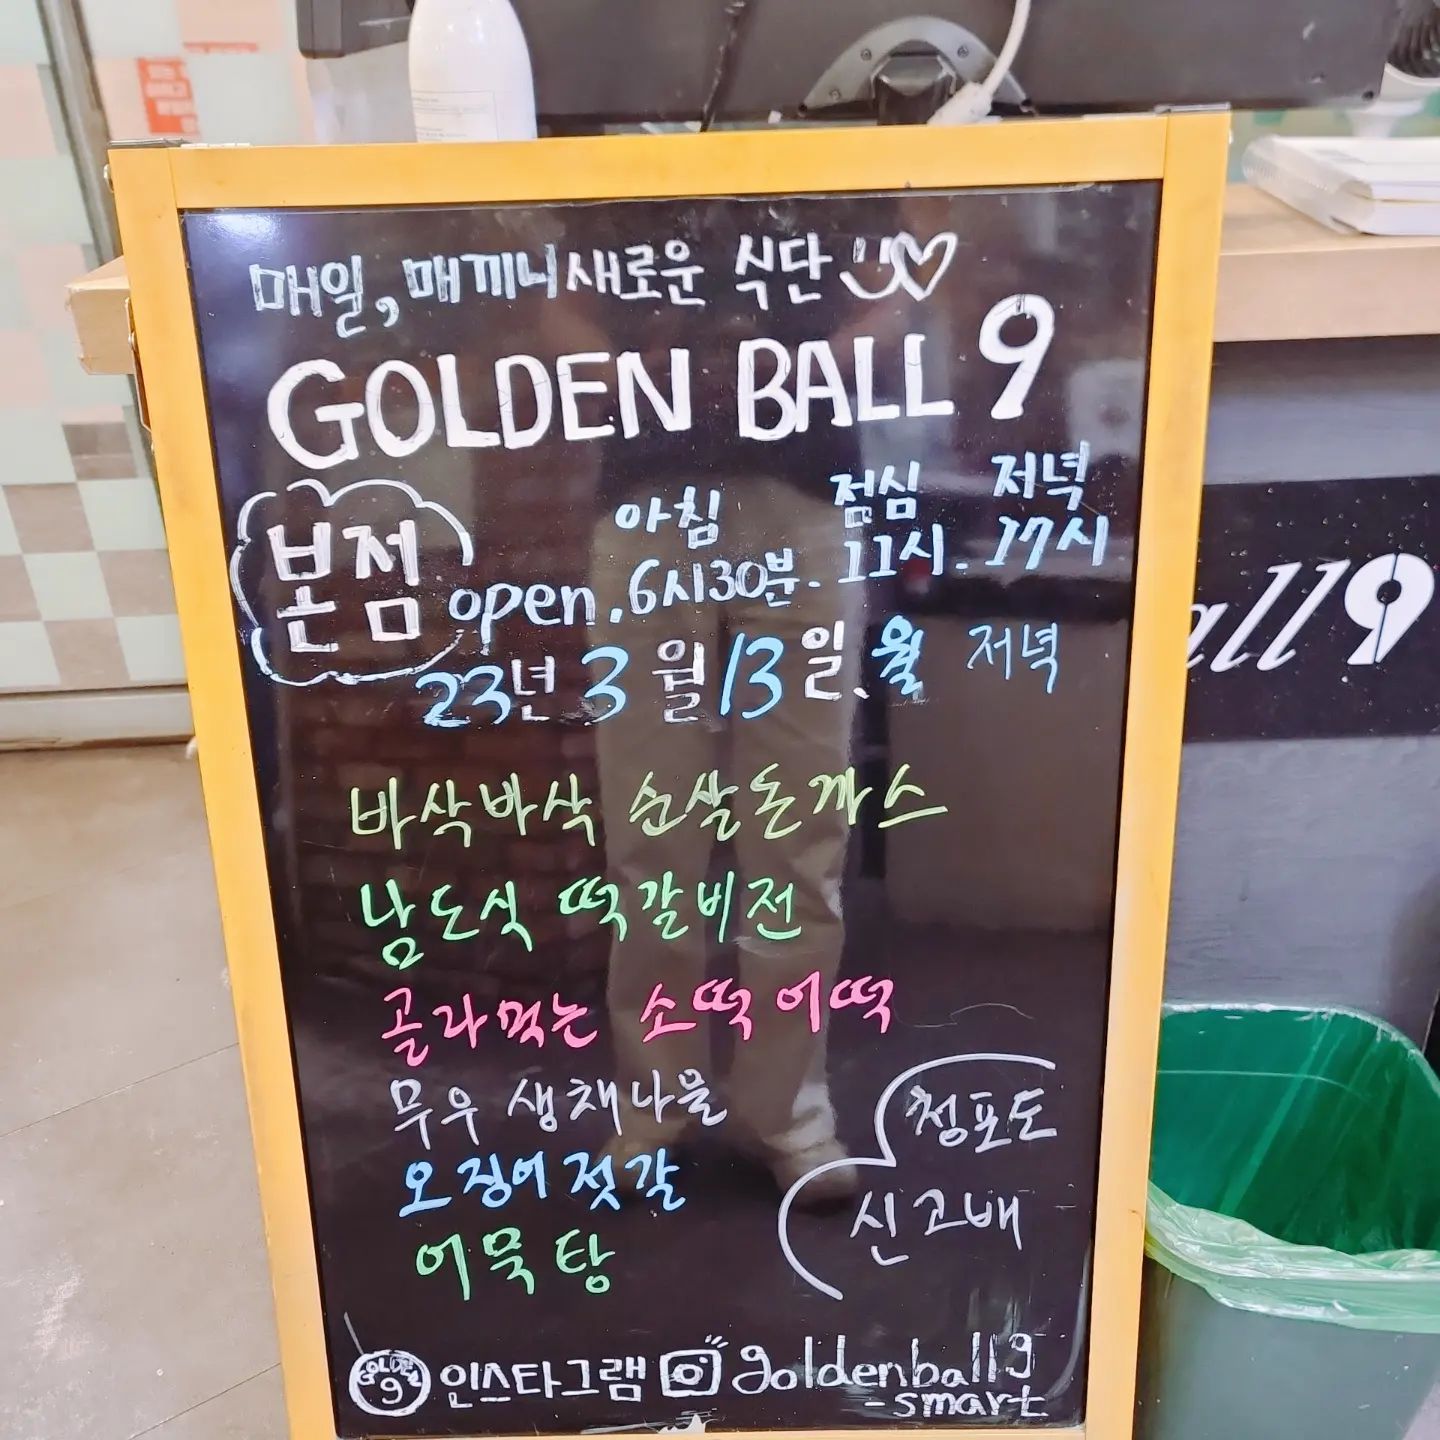 매일, 매끼니 새로운 식단
GOLDEN BALL 9
본점
아침 점심 저녁
open. 6시30분. 11시. 17시
23년 3월 13일. 월 저녁
바삭바삭 순살돈까스
남도식 떡갈비전
골라먹는 소떡 어떡
무우 생채나물
오징어 젓갈
어묵탕
청포도
신고배
GOLDEN BALL 9 인스타그램 goldenball9
-smart
all9